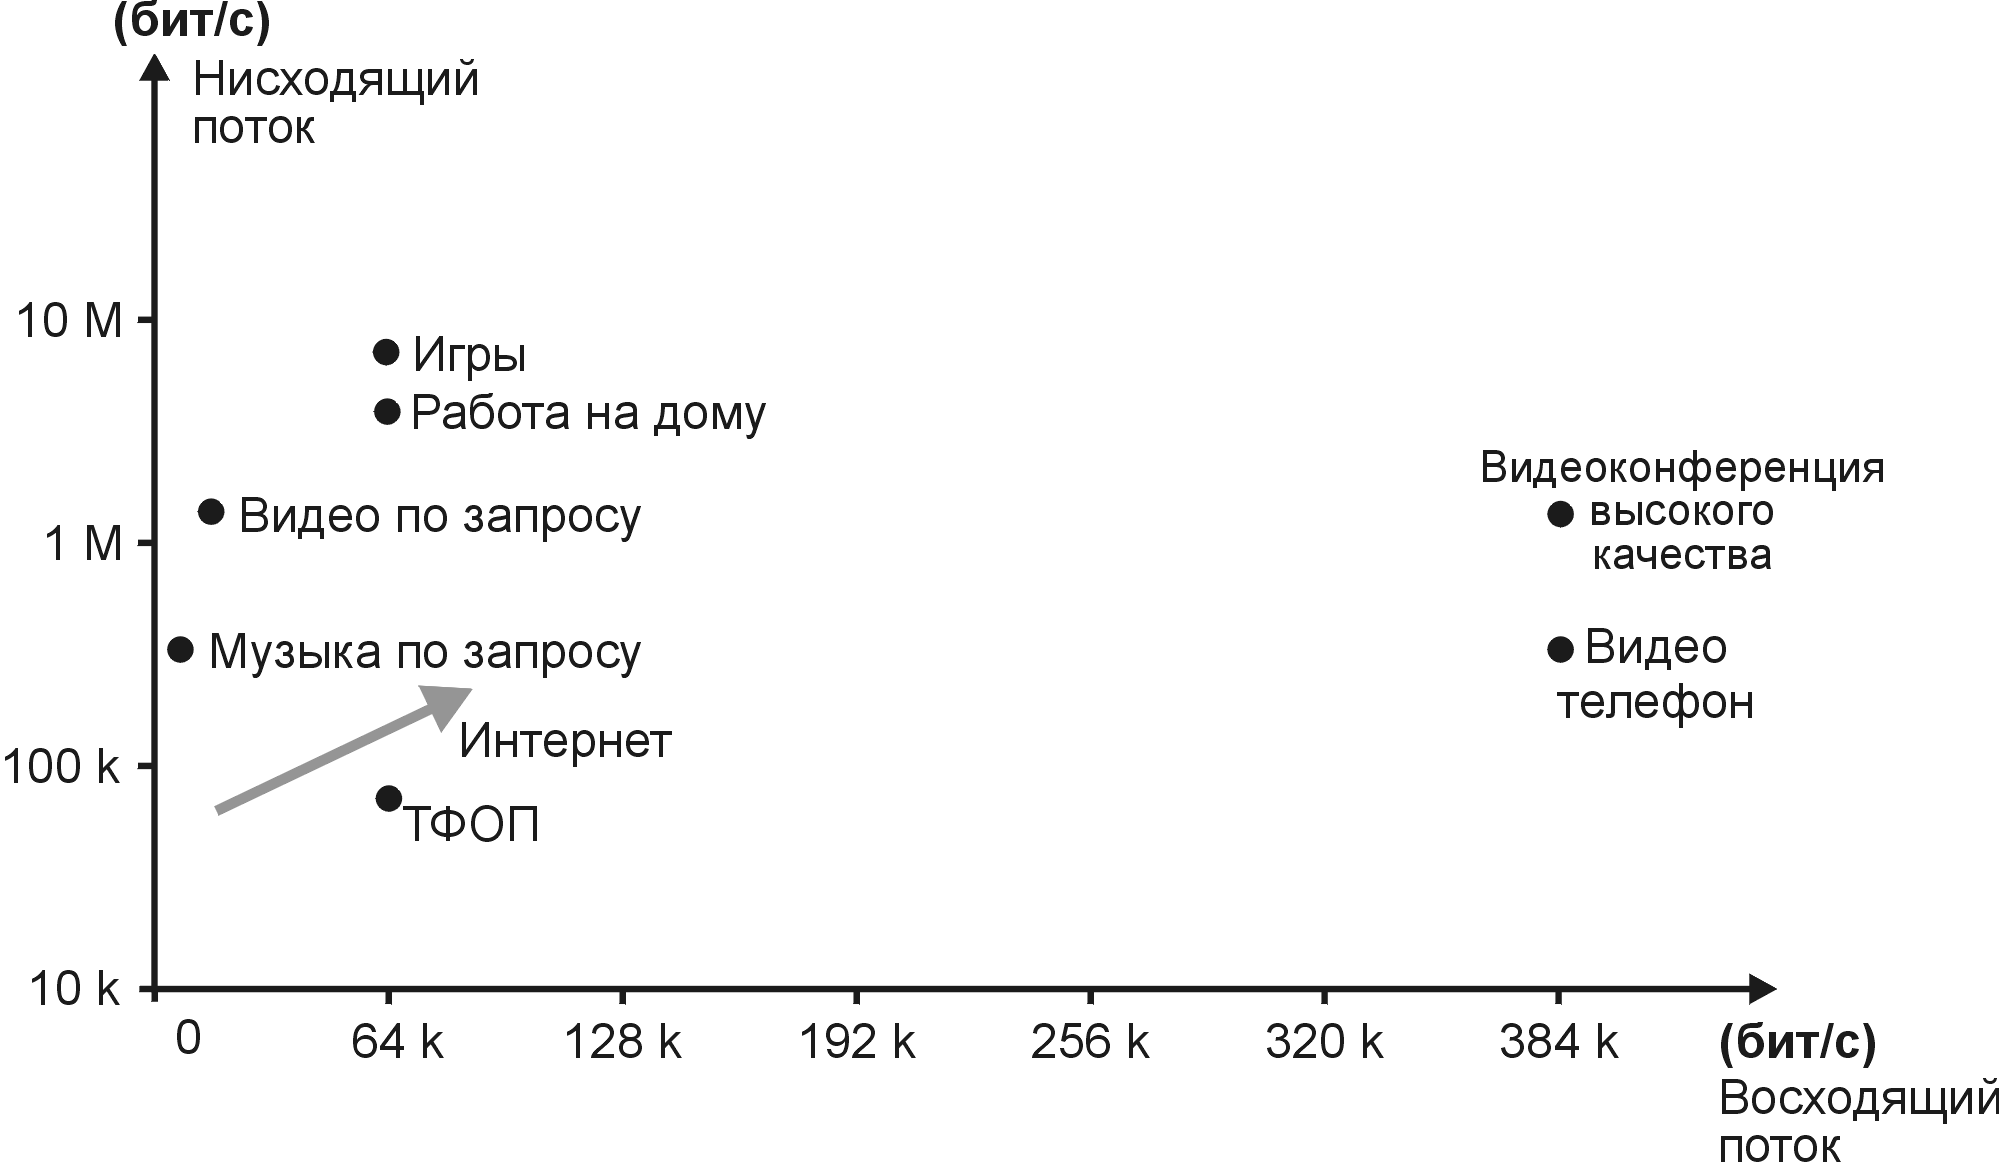 (бит/с)
Нисходящий
поток
10 M
Игры
Работа на дому
Видеоконференция
высокого
качества
Видео по запросу
1 M
Музыка по запросу
Видео
телефон
Интернет
100 k
ТФОП
10 k
0
64 k
128 k
192 k
256 k
320 k
384 k
(бит/с)
Восходящий
поток